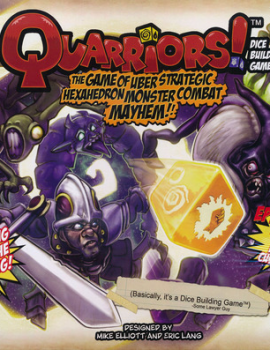 QUARRIORS!™
DICE
BUILD
GAME
THE GAME OF UBER STRATEGIC
HEXAHEDRON MONSTER COMBAT
MAYHEM!!
(Basically, it's a Dice Building Game™)
-Some Lawyer Guy
DESIGNED BY
MIKE ELLIOTT AND ERIC LANG